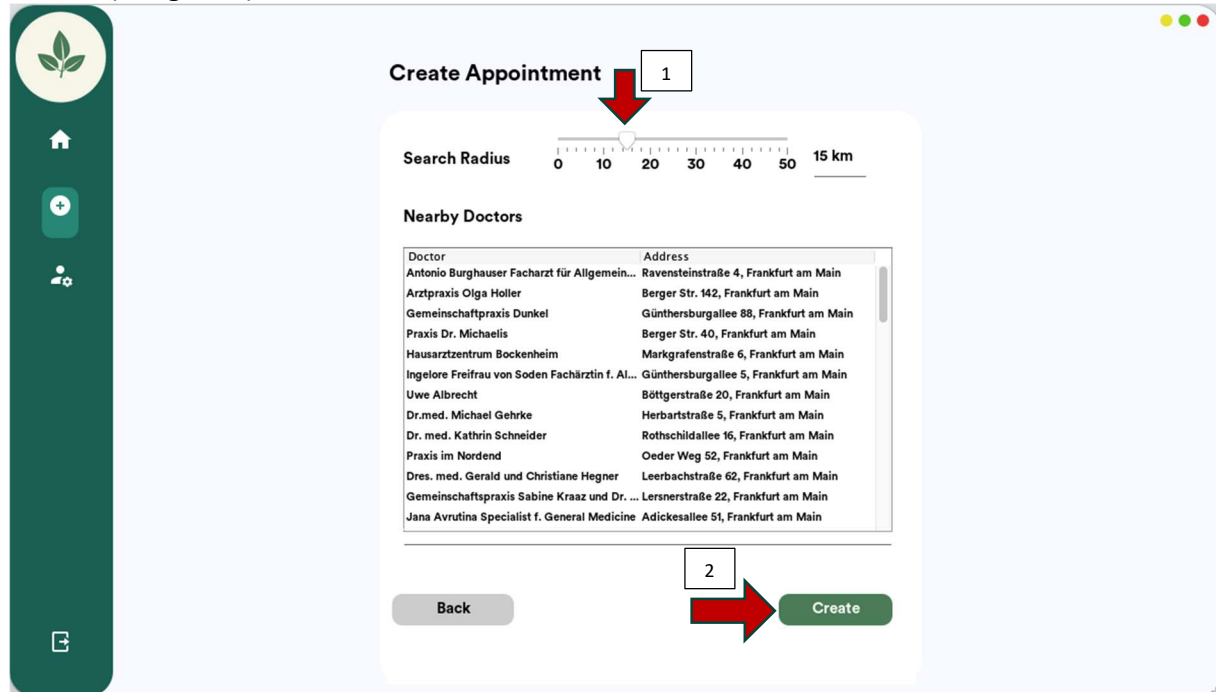 Create Appointment
1
Search Radius
0 10 20 30 40 50
15 km
Nearby Doctors
Doctor Address
Antonio Burghauser Facharzt für Allgemein... Ravensteinstraße 4, Frankfurt am Main
Arztpraxis Olga Holler Berger Str. 142, Frankfurt am Main
Gemeinschaftpraxis Dunkel Günthersburgallee 88, Frankfurt am Main
Praxis Dr. Michaelis Berger Str. 40, Frankfurt am Main
Hausarztzentrum Bockenheim Markgrafenstraße 6, Frankfurt am Main
Ingelore Freifrau von Soden Fachärztin f. Al... Günthersburgallee 5, Frankfurt am Main
Uwe Albrecht Böttgerstraße 20, Frankfurt am Main
Dr.med. Michael Gehrke Herbartstraße 5, Frankfurt am Main
Dr. med. Kathrin Schneider Rothschildallee 16, Frankfurt am Main
Praxis im Nordend Oeder Weg 52, Frankfurt am Main
Dres. med. Gerald und Christiane Hegner Leerbachstraße 62, Frankfurt am Main
Gemeinschaftspraxis Sabine Kraaz und Dr. ... Lersnerstraße 22, Frankfurt am Main
Jana Avrutina Specialist f. General Medicine Adickesallee 51, Frankfurt am Main
2
Back
Create